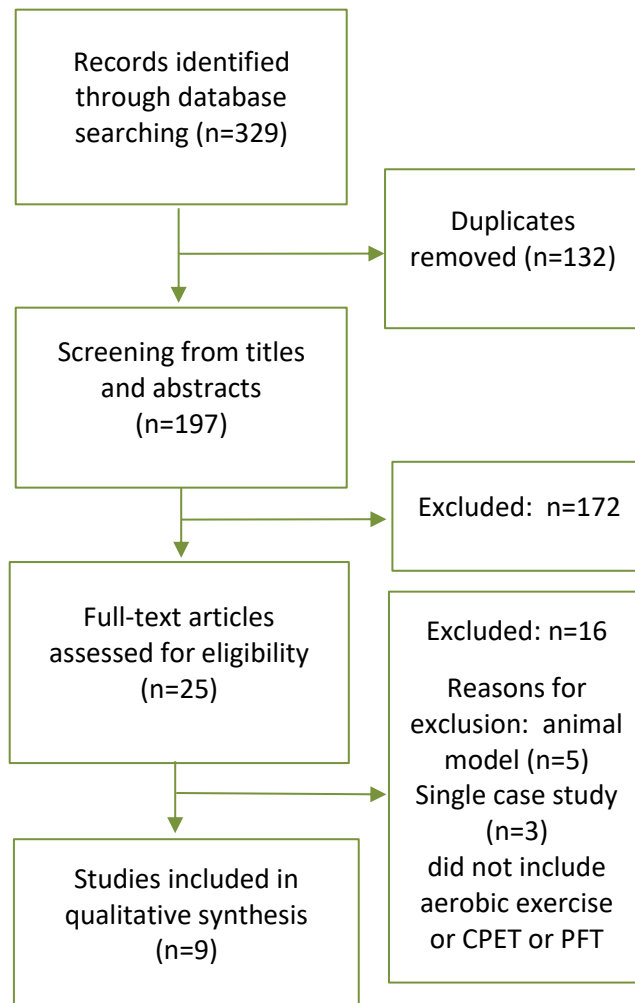 Records identified
through database
searching (n=329)
Duplicates
removed (n=132)
Screening from titles
and abstracts
(n=197)
Excluded:  n=172
Full-text articles
assessed for eligibility
(n=25)
Excluded: n=16
Reasons for
exclusion:  animal
model (n=5)
Single case study
(n=3)
did not include
aerobic exercise
or CPET or PFT
Studies included in
qualitative synthesis
(n=9)